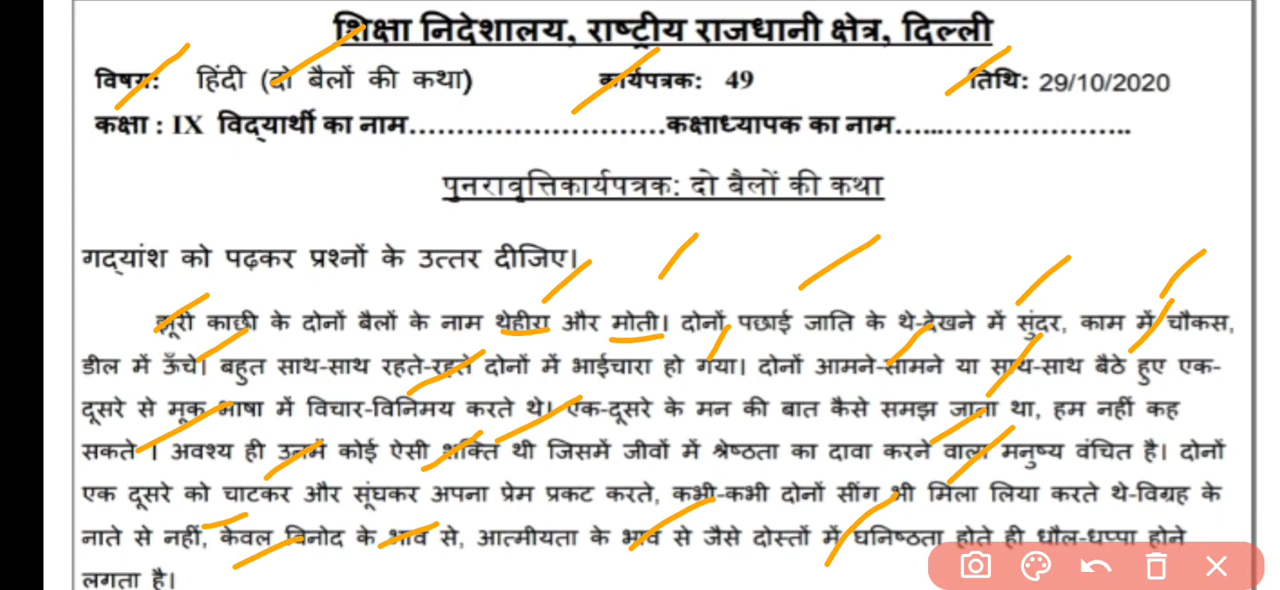 शिक्षा निदेशालय, राष्ट्रीय राजधानी क्षेत्र, दिल्ली
विषय: हिंदी (दो बैलों की कथा) कार्यपत्रक: 49 तिथि: 29/10/2020
कक्षा : IX विद्यार्थी का नाम............................कक्षाध्यापक का नाम.........................
पुनरावृत्तिकार्यपत्रक: दो बैलों की कथा
गद्यांश को पढ़कर प्रश्नों के उत्तर दीजिए।
झूरी काछी के दोनों बैलों के नाम थेहीरा और मोती। दोनों पछाई जाति के थे-देखने में सुंदर, काम में चौकस,
डील में ऊँचे। बहुत साथ-साथ रहते-रहते दोनों में भाईचारा हो गया। दोनों आमने-सामने या साथ-साथ बैठे हुए एक-
दूसरे से मूक भाषा में विचार-विनिमय करते थे। एक-दूसरे के मन की बात कैसे समझ जाता था, हम नहीं कह
सकते । अवश्य ही उनमें कोई ऐसी शक्ति थी जिसमें जीवों में श्रेष्ठता का दावा करने वाला मनुष्य वंचित है। दोनों
एक दूसरे को चाटकर और सूंघकर अपना प्रेम प्रकट करते, कभी-कभी दोनों सींग भी मिला लिया करते थे-विग्रह के
नाते से नहीं, केवल विनोद के भाव से, आत्मीयता के भाव से जैसे दोस्तों में घनिष्ठता होते ही धौल-धप्पा होने
लगता है।